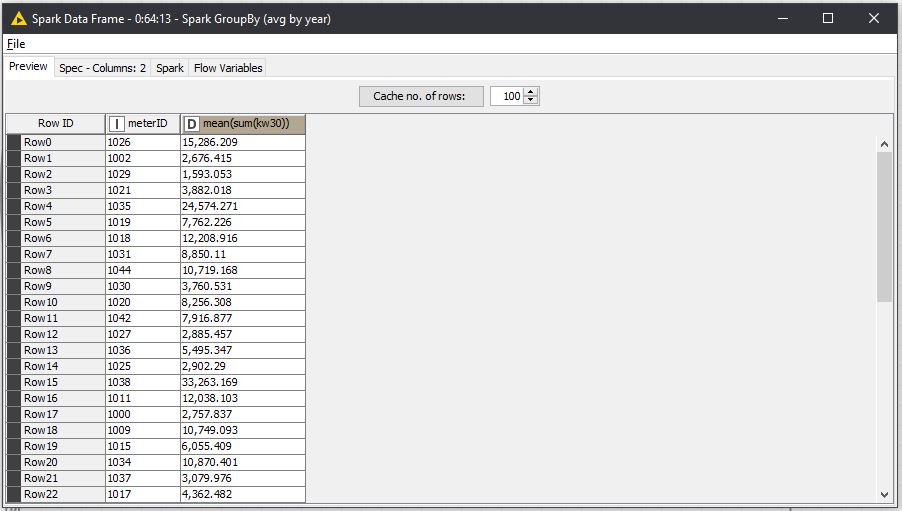 Spark Data Frame - 0:64:13 - Spark GroupBy (avg by year)
File
Preview Spec - Columns: 2 Spark Flow Variables
Cache no. of rows: 100
Row ID I meterID D mean(sum(kw30))
Row0 1026 15,286.209
Row1 1002 2,676.415
Row2 1029 1,593.053
Row3 1021 3,882.018
Row4 1035 24,574.271
Row5 1019 7,762.226
Row6 1018 12,208.916
Row7 1031 8,850.11
Row8 1044 10,719.168
Row9 1030 3,760.531
Row10 1020 8,256.308
Row11 1042 7,916.877
Row12 1027 2,885.457
Row13 1036 5,495.347
Row14 1025 2,902.29
Row15 1038 33,263.169
Row16 1011 12,038.103
Row17 1000 2,757.837
Row18 1009 10,749.093
Row19 1015 6,055.409
Row20 1034 10,870.401
Row21 1037 3,079.976
Row22 1017 4,362.482